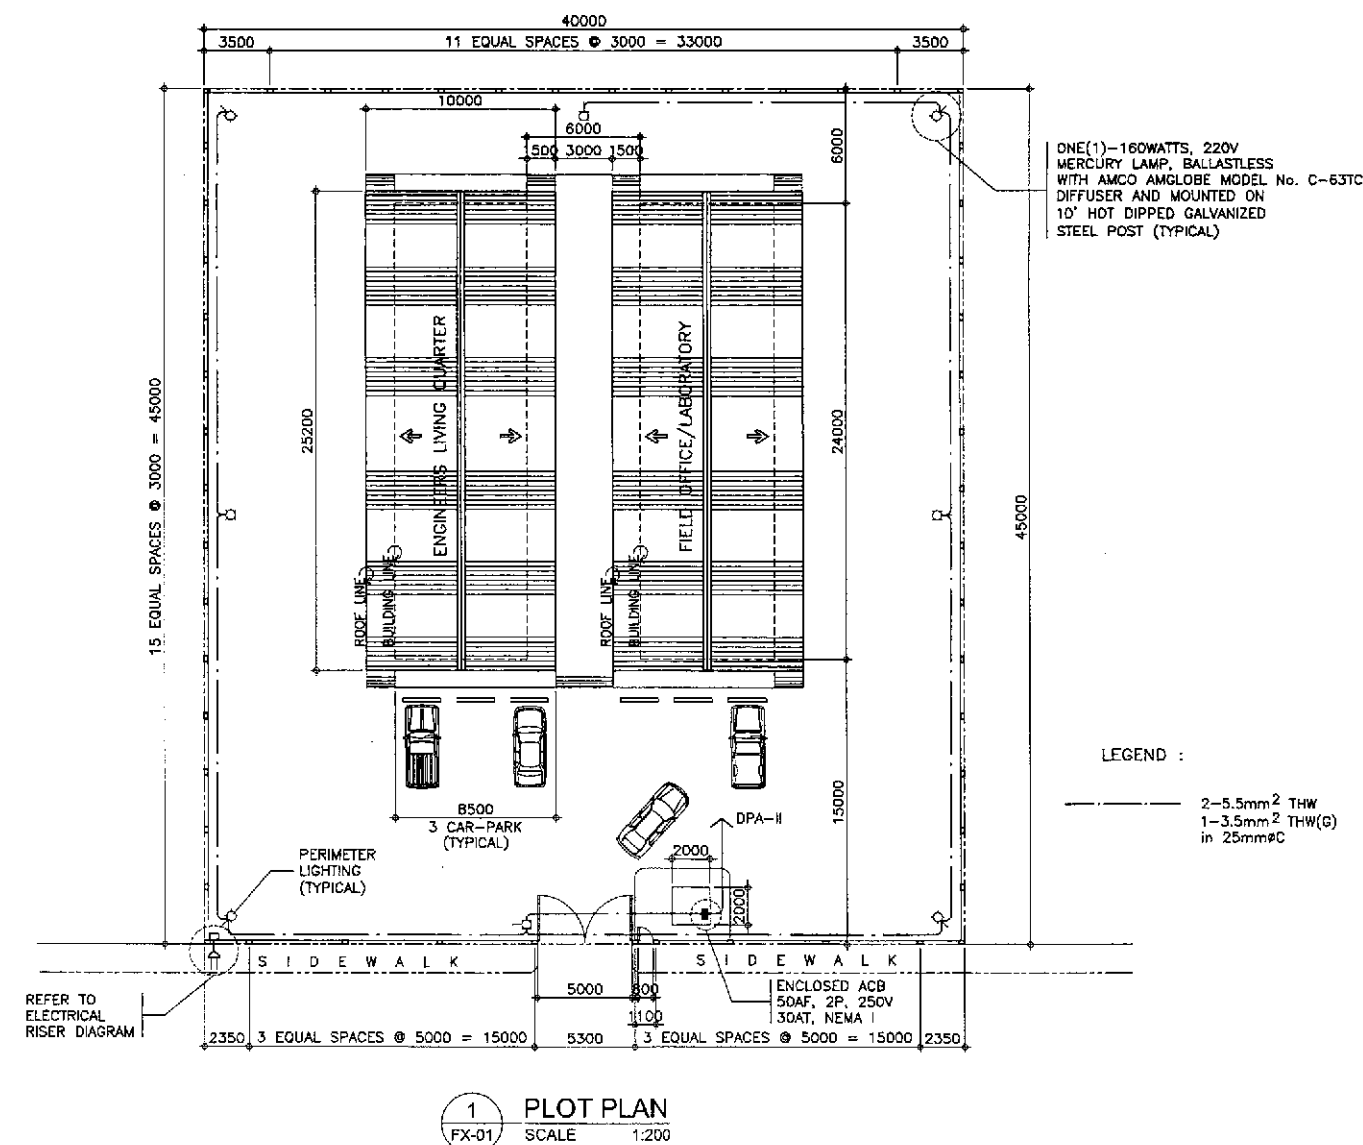 40000
3500
11 EQUAL SPACES @ 3000 = 33000
3500
10000
6000
1500
3000
1500
6000
ONE(1)-160WATTS, 220V
MERCURY LAMP, BALLASTLESS
WITH AMCO AMGLOBE MODEL No. C-63TC
DIFFUSER AND MOUNTED ON
10' HOT DIPPED GALVANIZED
STEEL POST (TYPICAL)
15 EQUAL SPACES @ 3000 = 45000
25200
ENGINEERS LIVING QUARTER
FIELD OFFICE/LABORATORY
24000
45000
ROOF LINE
BUILDING LINE
ROOF LINE
BUILDING LINE
LEGEND :
2-5.5mm² THW
1-3.5mm² THW(G)
in 25mmøC
8500
3 CAR-PARK
(TYPICAL)
15000
DPA-II
PERIMETER
LIGHTING
(TYPICAL)
2000
2000
SIDEWALK
SIDEWALK
REFER TO
ELECTRICAL
RISER DIAGRAM
5000
800
1100
ENCLOSED ACB
50AF, 2P, 250V
30AT, NEMA I
2350
3 EQUAL SPACES @ 5000 = 15000
5300
3 EQUAL SPACES @ 5000 = 15000
2350
1
FX-01
PLOT PLAN
SCALE 1:200